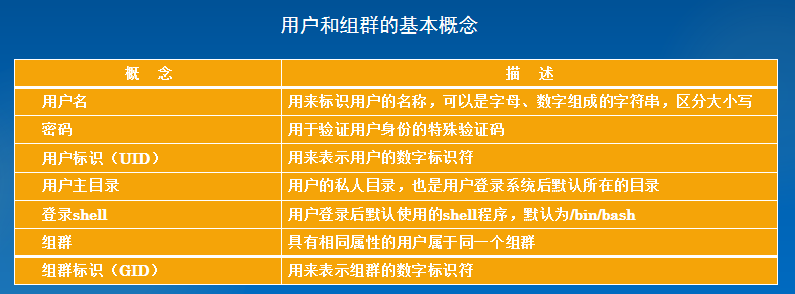 用户和组群的基本概念
概 念 描 述
用户名 用来标识用户的名称，可以是字母、数字组成的字符串，区分大小写
密码 用于验证用户身份的特殊验证码
用户标识（UID） 用来表示用户的数字标识符
用户主目录 用户的私人目录，也是用户登录系统后默认所在的目录
登录shell 用户登录后默认使用的shell程序，默认为/bin/bash
组群 具有相同属性的用户属于同一个组群
组群标识（GID） 用来表示组群的数字标识符